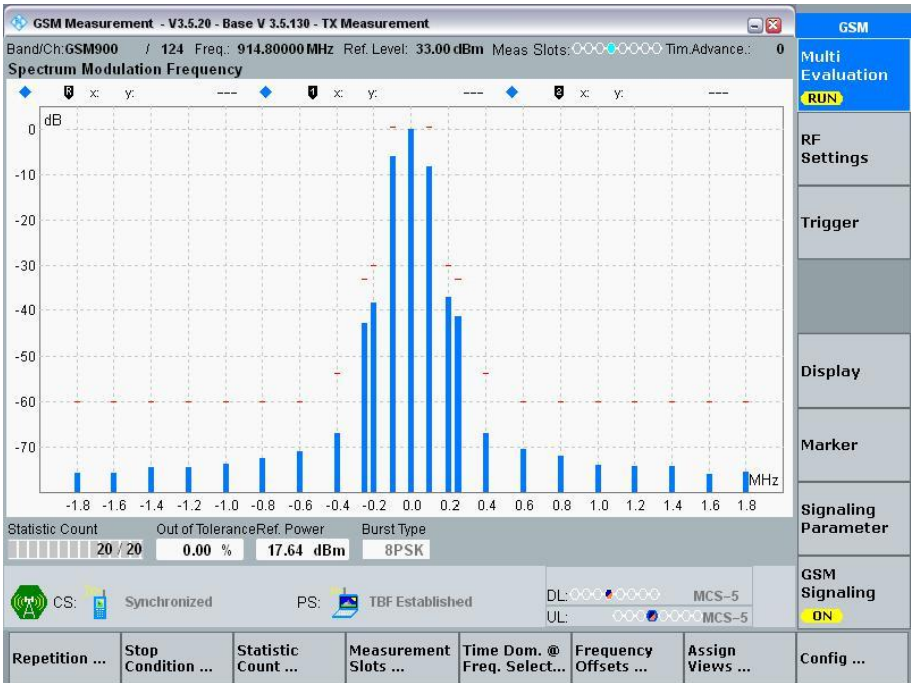 GSM Measurement - V3.5.20 - Base V 3.5.130 - TX Measurement
GSM
Band/Ch:GSM900 / 124 Freq.: 914.80000 MHz Ref. Level: 33.00 dBm Meas Slots: Tim.Advance.: 0
Spectrum Modulation Frequency
Multi Evaluation
RUN
R x: y: --- 1 x: y: --- 2 x: y: ---
dB
0
-10
-20
-30
-40
-50
-60
-70
MHz
-1.8 -1.6 -1.4 -1.2 -1.0 -0.8 -0.6 -0.4 -0.2 0.0 0.2 0.4 0.6 0.8 1.0 1.2 1.4 1.6 1.8
RF
Settings
Trigger
Display
Marker
Signaling
Parameter
GSM
Signaling
ON
Statistic Count Out of Tolerance Ref. Power Burst Type
20 / 20 0.00 % 17.64 dBm 8PSK
CS: Synchronized PS: TBF Established
DL: MCS-5
UL: MCS-5
Repetition ...
Stop
Condition ...
Statistic
Count ...
Measurement
Slots ...
Time Dom. @
Freq. Select...
Frequency
Offsets ...
Assign
Views ...
Config ...